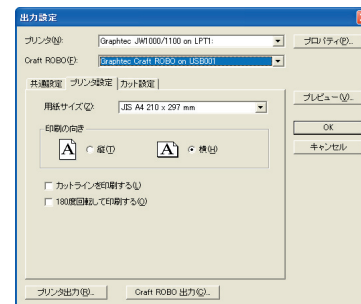 出力設定
プリンタ(N):
Graphtec JW1000/1100 on LPT1:
プロパティ(P)...
Craft ROBO(F):
Graphtec Craft ROBO on USB001
共通設定 プリンタ設定 カット設定
プレビュー(V)...
用紙サイズ(Z):
JIS A4 210 x 297 mm
印刷の向き
OK
A 縦(T) A 横(H)
キャンセル
カットラインを印刷する(L)
180度回転して印刷する(O)
プリンタ出力(R)... Craft ROBO 出力(C)...